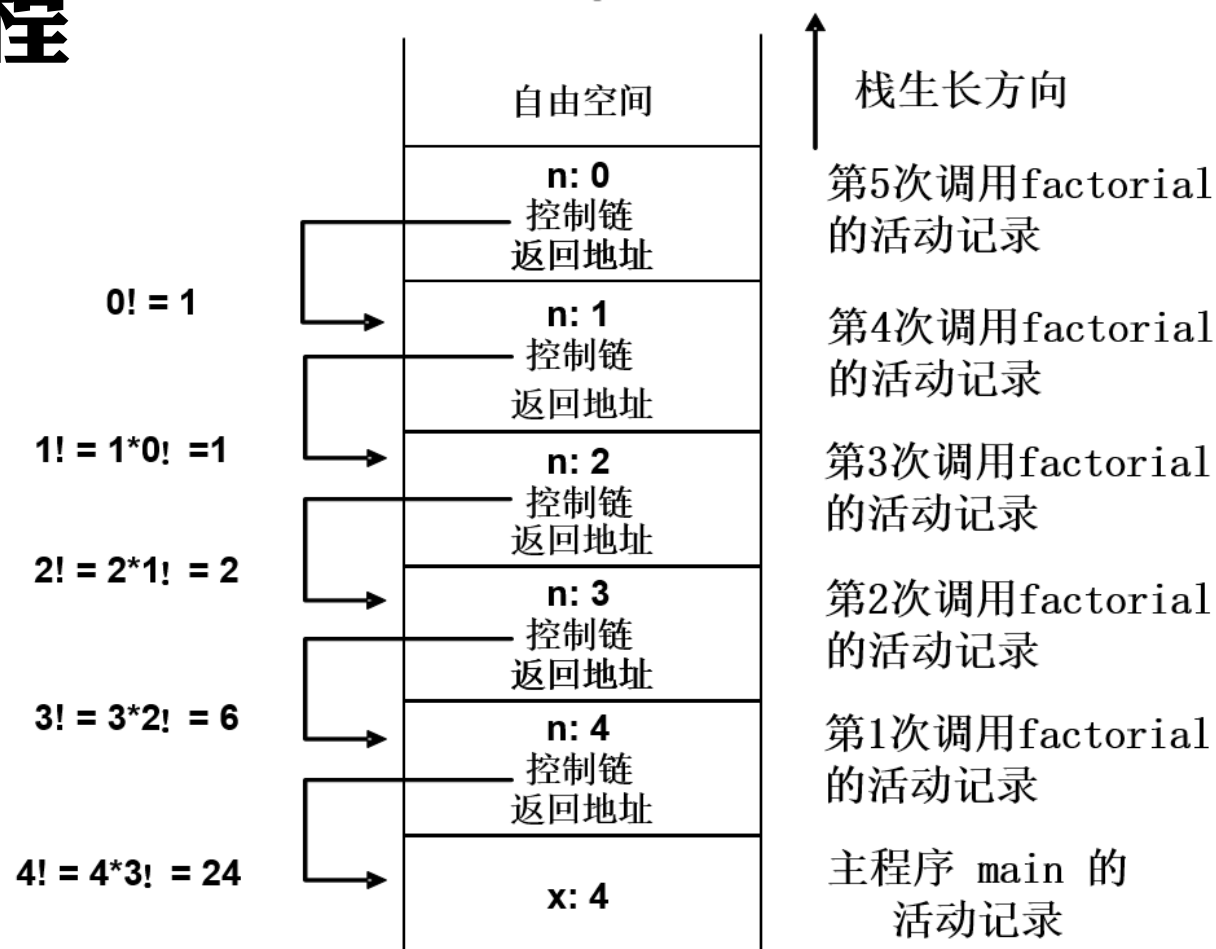 程
自由空间
栈生长方向
n: 0
控制链
返回地址
第5次调用factorial
的活动记录
0! = 1
n: 1
控制链
返回地址
第4次调用factorial
的活动记录
1! = 1*0! =1
n: 2
控制链
返回地址
第3次调用factorial
的活动记录
2! = 2*1! = 2
n: 3
控制链
返回地址
第2次调用factorial
的活动记录
3! = 3*2! = 6
n: 4
控制链
返回地址
第1次调用factorial
的活动记录
4! = 4*3! = 24
x: 4
主程序 main 的
活动记录